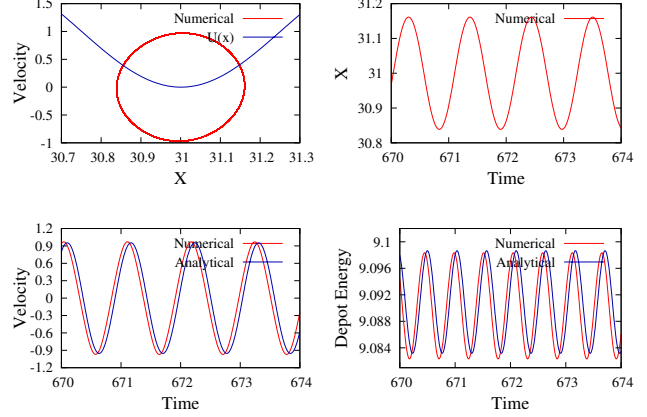 Numerical
U(x)
Velocity
1.5
1
0.5
0
-0.5
-1
30.7 30.8 30.9 31 31.1 31.2 31.3
X
Numerical
X
31.2
31.1
31
30.9
30.8
670 671 672 673 674
Time
Numerical
Analytical
Velocity
1.2
0.9
0.6
0.3
0
-0.3
-0.6
-0.9
-1.2
670 671 672 673 674
Time
Numerical
Analytical
Depot Energy
9.1
9.096
9.092
9.088
9.084
670 671 672 673 674
Time